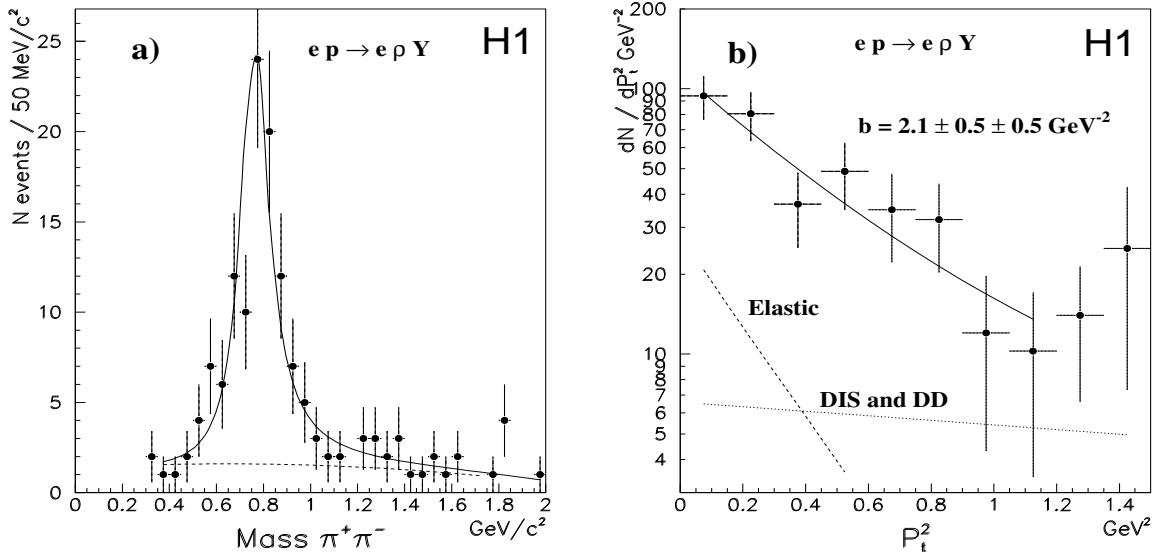 a)
e p → e ρ Y
H1
N events / 50 MeV/c²
25
20
15
10
5
0
0 0.2 0.4 0.6 0.8 1 1.2 1.4 1.6 1.8 2
GeV/c²
Mass π⁺π⁻
b)
e p → e ρ Y
H1
b = 2.1 ± 0.5 ± 0.5 GeV⁻²
dN / dPₜ² GeV⁻²
200
100
90
80
70
60
50
40
30
20
10
9
8
7
6
5
4
Elastic
DIS and DD
0 0.2 0.4 0.6 0.8 1 1.2 1.4
GeV²
Pₜ²